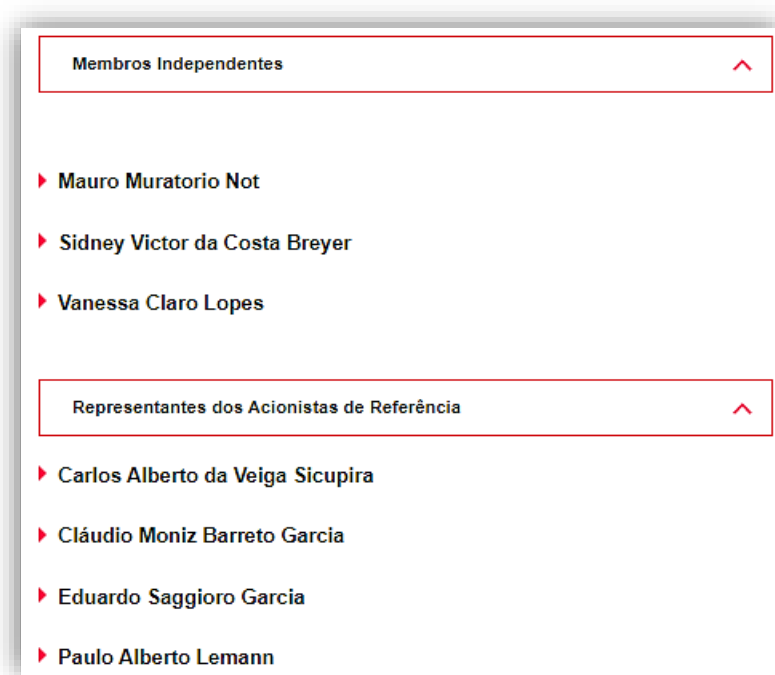 Membros Independentes
Mauro Muratorio Not
Sidney Victor da Costa Breyer
Vanessa Claro Lopes
Representantes dos Acionistas de Referência
Carlos Alberto da Veiga Sicupira
Cláudio Moniz Barreto Garcia
Eduardo Saggioro Garcia
Paulo Alberto Lemann